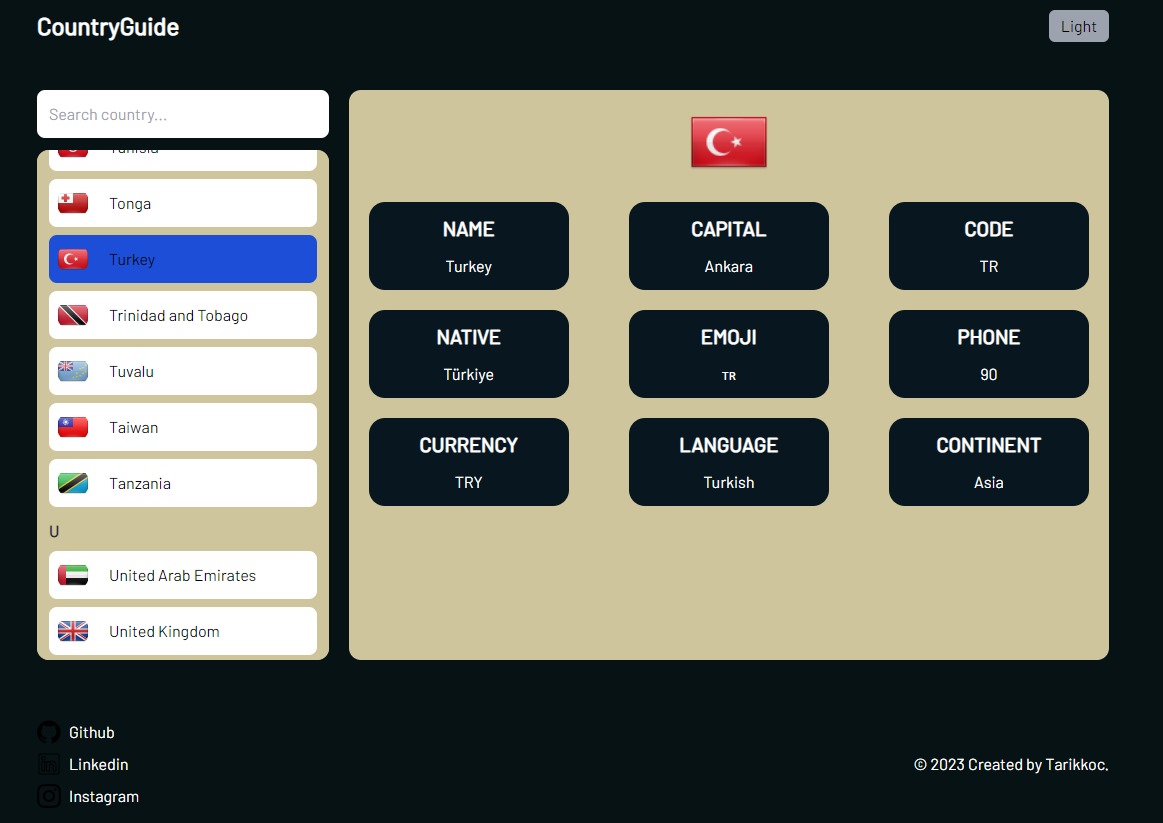 CountryGuide
Light
Search country...
Tunisia
Tonga
Turkey
Trinidad and Tobago
Tuvalu
Taiwan
Tanzania
U
United Arab Emirates
United Kingdom
NAME
Turkey
CAPITAL
Ankara
CODE
TR
NATIVE
Türkiye
EMOJI
TR
PHONE
90
CURRENCY
TRY
LANGUAGE
Turkish
CONTINENT
Asia
Github
Linkedin
Instagram
© 2023 Created by Tarikkoc.